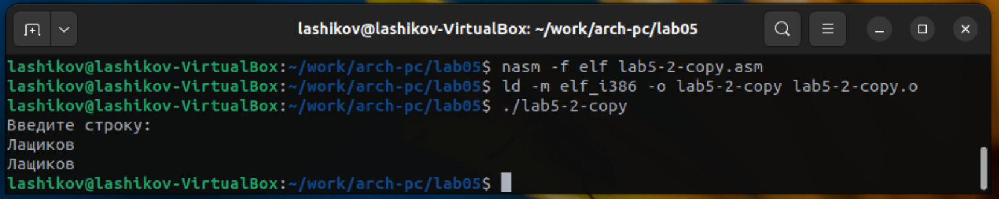 lashikov@lashikov-VirtualBox: ~/work/arch-pc/lab05
lashikov@lashikov-VirtualBox:~/work/arch-pc/lab05$ nasm -f elf lab5-2-copy.asm
lashikov@lashikov-VirtualBox:~/work/arch-pc/lab05$ ld -m elf_i386 -o lab5-2-copy lab5-2-copy.o
lashikov@lashikov-VirtualBox:~/work/arch-pc/lab05$ ./lab5-2-copy
Введите строку:
Лащиков
Лащиков
lashikov@lashikov-VirtualBox:~/work/arch-pc/lab05$